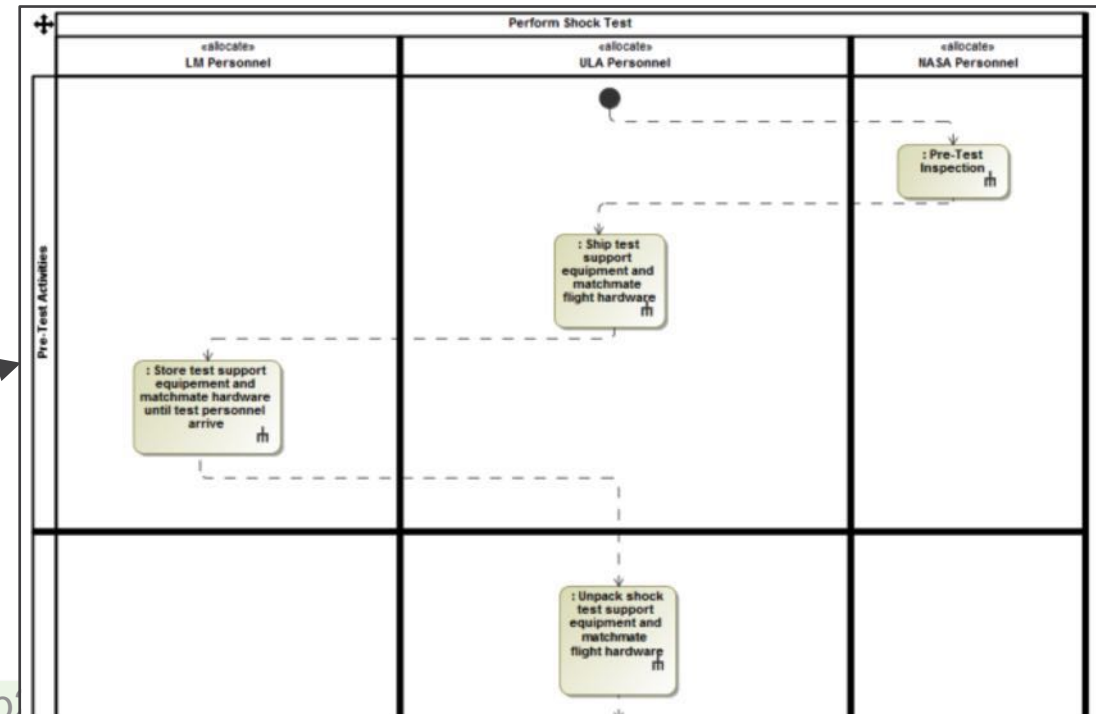 Perform Shock Test
«allocate»
LM Personnel
«allocate»
ULA Personnel
«allocate»
NASA Personnel
Pre-Test Activities
: Pre-Test
Inspection
: Ship test
support
equipment and
matchmate
flight hardware
: Store test support
equipement and
matchmate hardware
until test personnel
arrive
: Unpack shock
test support
equipment and
matchmate
flight hardware